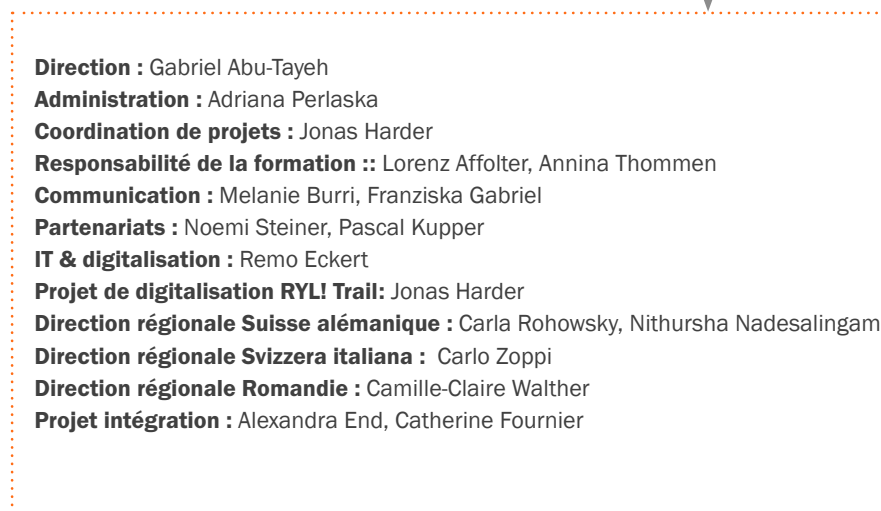 Direction : Gabriel Abu-Tayeh
Administration : Adriana Perlaska
Coordination de projets : Jonas Harder
Responsabilité de la formation :: Lorenz Affolter, Annina Thommen
Communication : Melanie Burri, Franziska Gabriel
Partenariats : Noemi Steiner, Pascal Kupper
IT & digitalisation : Remo Eckert
Projet de digitalisation RYL! Trail: Jonas Harder
Direction régionale Suisse alémanique : Carla Rohowsky, Nithursha Nadesalingam
Direction régionale Svizzera italiana : Carlo Zoppi
Direction régionale Romandie : Camille-Claire Walther
Projet intégration : Alexandra End, Catherine Fournier